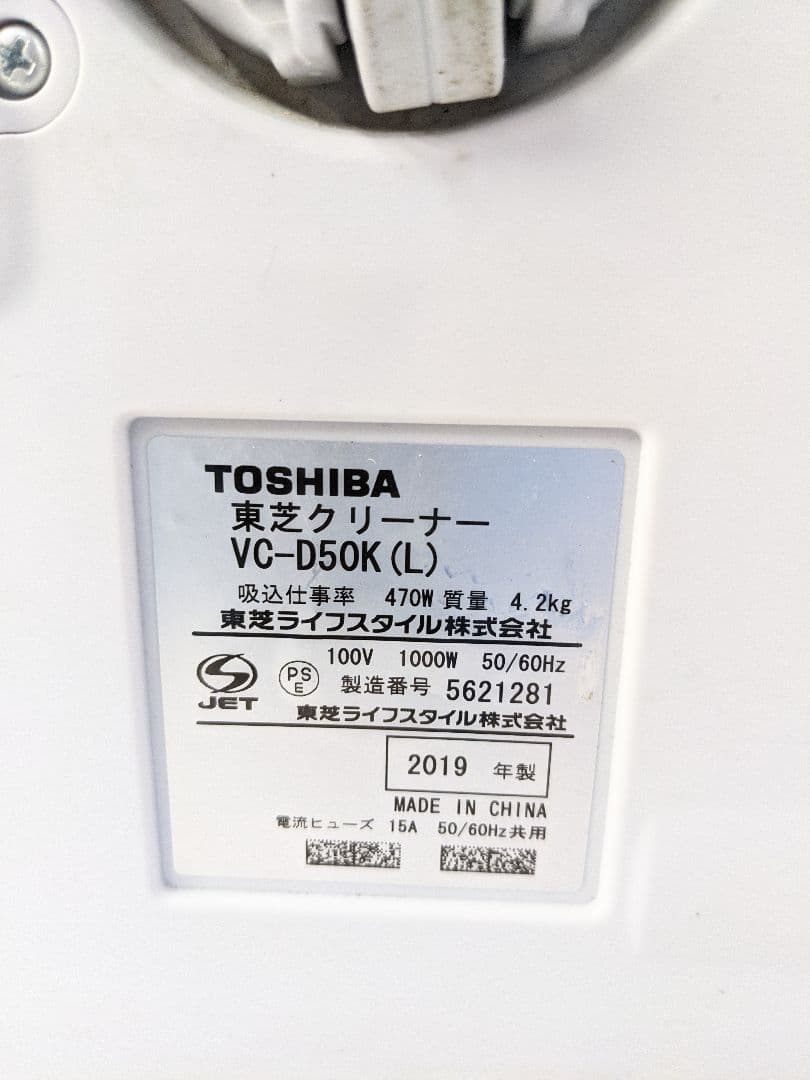 TOSHIBA
東芝クリーナー
VC-D50K(L)
吸込仕事率 470W 質量 4.2kg
東芝ライフスタイル株式会社
100V 1000W 50/60Hz
JET PS E 製造番号 5621281
東芝ライフスタイル株式会社
2019 年製
MADE IN CHINA
電流ヒューズ 15A 50/60Hz共用